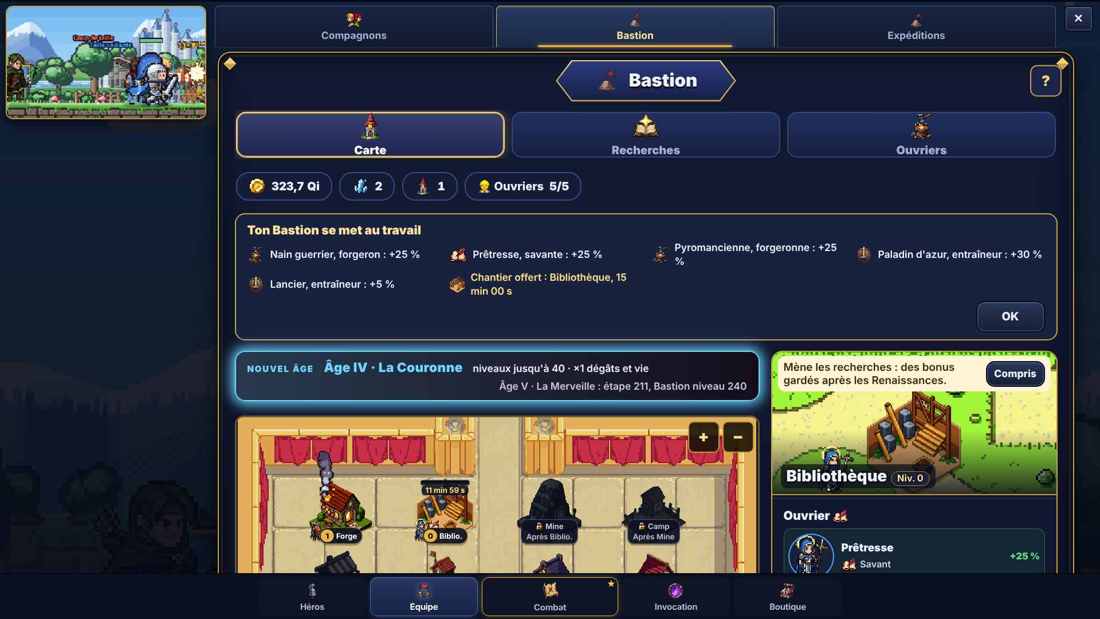 Compagnons
Bastion
Expéditions
×
Bastion
?
Carte
Recherches
Ouvriers
323,7 Qi
2
1
Ouvriers 5/5
Ton Bastion se met au travail
Nain guerrier, forgeron : +25 %
Prêtresse, savante : +25 %
Pyromancienne, forgeronne : +25
%
Paladin d'azur, entraîneur : +30 %
Lancier, entraîneur : +5 %
Chantier offert : Bibliothèque, 15
min 00 s
OK
NOUVEL ÂGE Âge IV · La Couronne niveaux jusqu'à 40 · ×1 dégâts et vie
Âge V · La Merveille : étape 211, Bastion niveau 240
Mène les recherches : des bonus
gardés après les Renaissances.
Compris
+
−
11 min 59 s
1 Forge
0 Biblio.
Mine
Après Biblio.
Camp
Après Mine
Bibliothèque Niv. 0
Ouvrier
Prêtresse
Savant
+25 %
Héros
Équipe
Combat
Invocation
Boutique